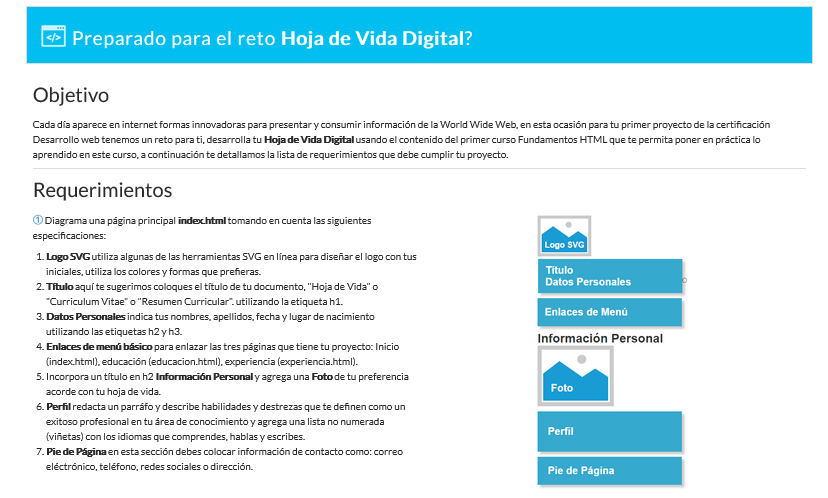 </> Preparado para el reto Hoja de Vida Digital?
Objetivo
Cada día aparece en internet formas innovadoras para presentar y consumir información de la World Wide Web, en esta ocasión para tu primer proyecto de la certificación
Desarrollo web tenemos un reto para ti, desarrolla tu Hoja de Vida Digital usando el contenido del primer curso Fundamentos HTML que te permita poner en práctica lo
aprendido en este curso, a continuación te detallamos la lista de requerimientos que debe cumplir tu proyecto.
Requerimientos
① Diagrama una página principal index.html tomando en cuenta las siguientes
especificaciones:
1. Logo SVG utiliza algunas de las herramientas SVG en línea para diseñar el logo con tus
iniciales, utiliza los colores y formas que prefieras.
2. Título aquí te sugerimos coloques el título de tu documento, "Hoja de Vida" o
"Curriculum Vitae" o "Resumen Curricular". utilizando la etiqueta h1.
3. Datos Personales indica tus nombres, apellidos, fecha y lugar de nacimiento
utilizando las etiquetas h2 y h3.
4. Enlaces de menú básico para enlazar las tres páginas que tiene tu proyecto: Inicio
(index.html), educación (educacion.html), experiencia (experiencia.html).
5. Incorpora un título en h2 Información Personal y agrega una Foto de tu preferencia
acorde con tu hoja de vida.
6. Perfil redacta un parráfo y describe habilidades y destrezas que te definen como un
exitoso profesional en tu área de conocimiento y agrega una lista no numerada
(viñetas) con los idiomas que comprendes, hablas y escribes.
7. Pie de Página en esta sección debes colocar información de contacto como: correo
eléctrónico, teléfono, redes sociales o dirección.
Logo SVG
Título
Datos Personales
Enlaces de Menú
Información Personal
Foto
Perfil
Pie de Página